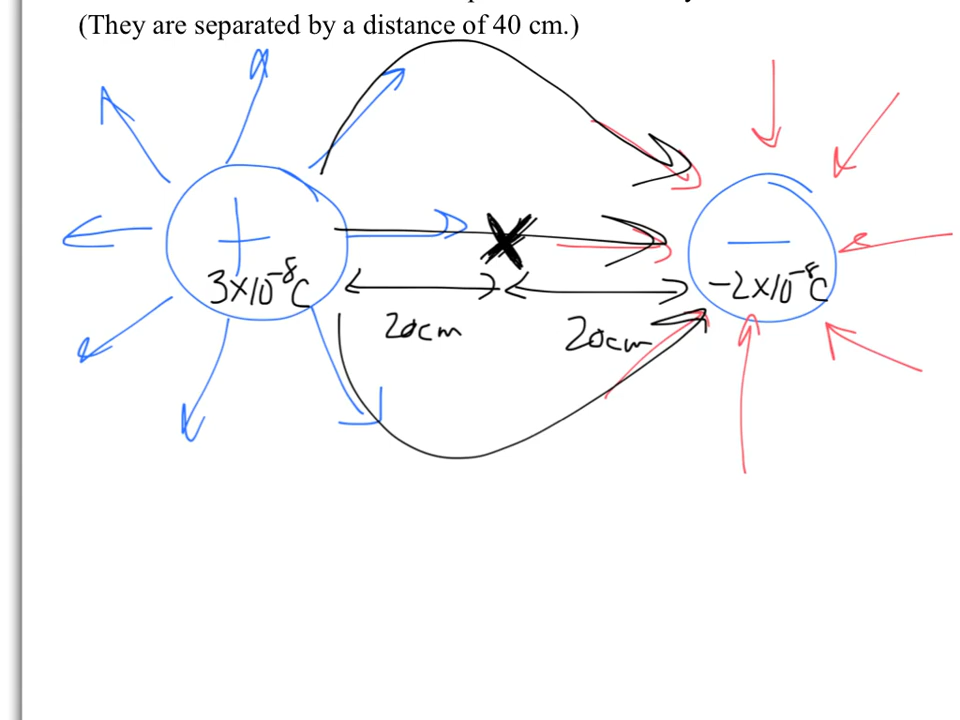 (They are separated by a distance of 40 cm.)
+
−
3×10⁻⁸C
-2×10⁻⁸C
20cm
20cm